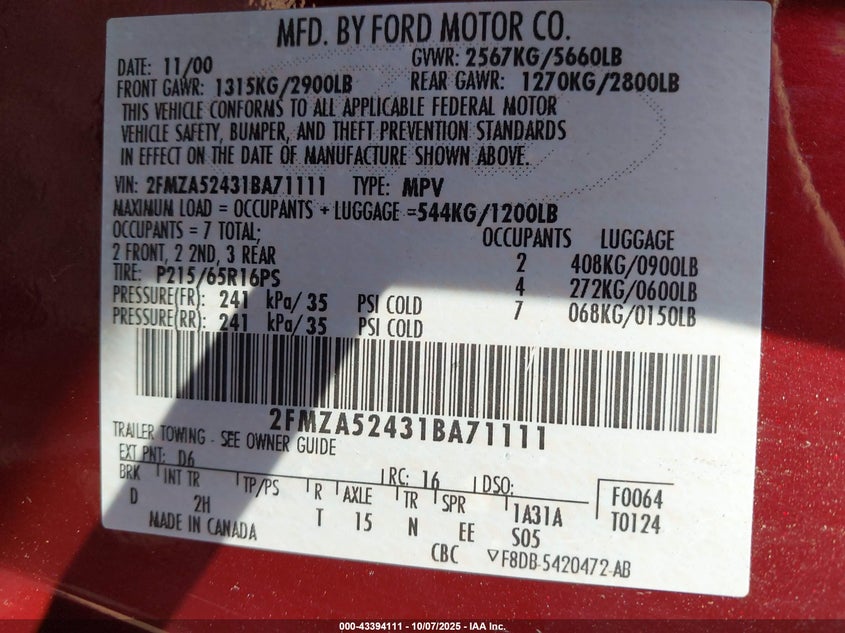 MFD. BY FORD MOTOR CO.
DATE: 11/00 GVWR: 2567KG/5660LB
FRONT GAWR: 1315KG/2900LB REAR GAWR: 1270KG/2800LB
THIS VEHICLE CONFORMS TO ALL APPLICABLE FEDERAL MOTOR
VEHICLE SAFETY, BUMPER, AND THEFT PREVENTION STANDARDS
IN EFFECT ON THE DATE OF MANUFACTURE SHOWN ABOVE.
VIN: 2FMZA52431BA71111 TYPE: MPV
MAXIMUM LOAD = OCCUPANTS + LUGGAGE =544KG/1200LB
OCCUPANTS = 7 TOTAL; OCCUPANTS LUGGAGE
2 FRONT, 2 2ND, 3 REAR 2 408KG/0900LB
TIRE: P215/65R16PS 4 272KG/0600LB
PRESSURE(FR): 241 kPa/35 PSI COLD 7 068KG/0150LB
PRESSURE(RR): 241 kPa/35 PSI COLD
2FMZA52431BA71111
TRAILER TOWING - SEE OWNER GUIDE
EXT PNT: D6 RC: 16 DSO: F0064
BRK INT TR TP/PS R AXLE TR SPR 1A31A T0124
D 2H T 15 N EE S05
MADE IN CANADA CBC ▽F8DB-5420472-AB
000-43394111 - 10/07/2025 - IAA Inc.